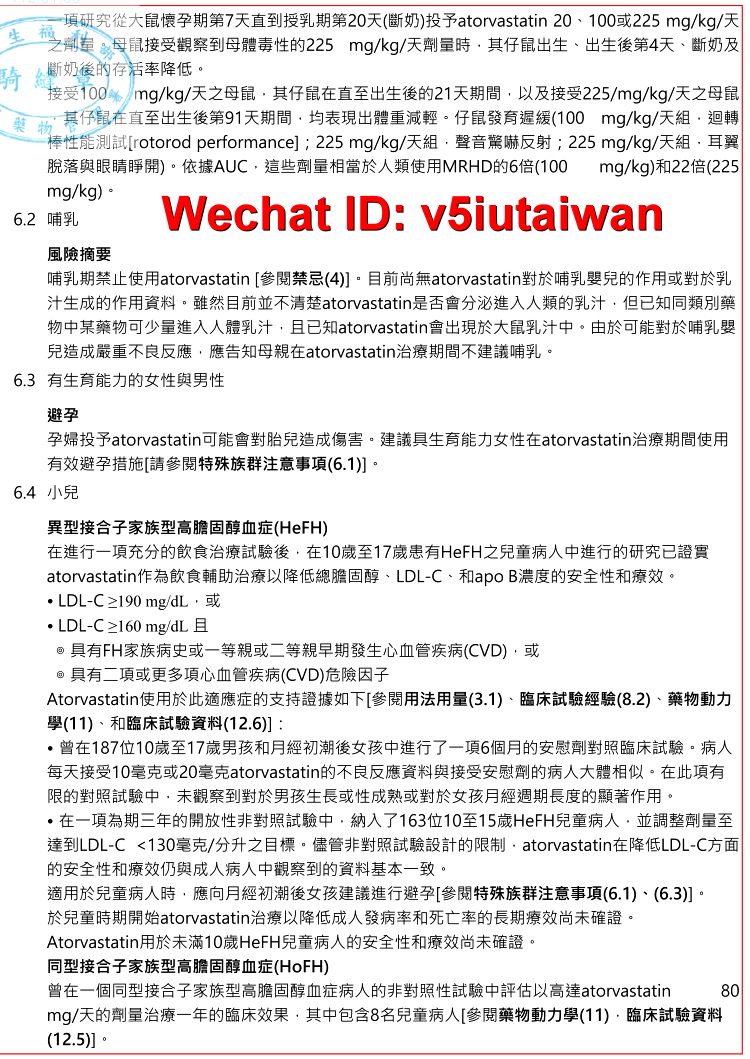 一項研究從大鼠懷孕期第7天直到授乳期第20天(斷奶)投予atorvastatin 20、100或225 mg/kg/天
之劑量，母鼠接受觀察到母體毒性的225 mg/kg/天劑量時，其仔鼠出生、出生後第4天、斷奶及
斷奶後的存活率降低。
接受100 mg/kg/天之母鼠，其仔鼠在直至出生後的21天期間，以及接受225/mg/kg/天之母鼠
，其仔鼠在直至出生後第91天期間，均表現出體重減輕。仔鼠發育遲緩(100 mg/kg/天組，迴轉
棒性能測試[rotorod performance]；225 mg/kg/天組，聲音驚嚇反射；225 mg/kg/天組，耳翼
脫落與眼睛睜開)。依據AUC，這些劑量相當於人類使用MRHD的6倍(100 mg/kg)和22倍(225
mg/kg)。
Wechat ID: v5iutaiwan
6.2 哺乳
風險摘要
哺乳期禁止使用atorvastatin [參閱禁忌(4)]。目前尚無atorvastatin對於哺乳嬰兒的作用或對於乳
汁生成的作用資料。雖然目前並不清楚atorvastatin是否會分泌進入人類的乳汁，但已知同類別藥
物中某藥物可少量進入人體乳汁，且已知atorvastatin會出現於大鼠乳汁中。由於可能對於哺乳嬰
兒造成嚴重不良反應，應告知母親在atorvastatin治療期間不建議哺乳。
6.3 有生育能力的女性與男性
避孕
孕婦投予atorvastatin可能會對胎兒造成傷害。建議具生育能力女性在atorvastatin治療期間使用
有效避孕措施[請參閱特殊族群注意事項(6.1)]。
6.4 小兒
異型接合子家族型高膽固醇血症(HeFH)
在進行一項充分的飲食治療試驗後，在10歲至17歲患有HeFH之兒童病人中進行的研究已證實
atorvastatin作為飲食輔助治療以降低總膽固醇、LDL-C、和apo B濃度的安全性和療效。
• LDL-C ≥190 mg/dL，或
• LDL-C ≥160 mg/dL 且
◎ 具有FH家族病史或一等親或二等親早期發生心血管疾病(CVD)，或
◎ 具有二項或更多項心血管疾病(CVD)危險因子
Atorvastatin使用於此適應症的支持證據如下[參閱用法用量(3.1)、臨床試驗經驗(8.2)、藥物動力
學(11)、和臨床試驗資料(12.6)]：
• 曾在187位10歲至17歲男孩和月經初潮後女孩中進行了一項6個月的安慰劑對照臨床試驗。病人
每天接受10毫克或20毫克atorvastatin的不良反應資料與接受安慰劑的病人大體相似。在此項有
限的對照試驗中，未觀察到對於男孩生長或性成熟或對於女孩月經週期長度的顯著作用。
• 在一項為期三年的開放性非對照試驗中，納入了163位10至15歲HeFH兒童病人，並調整劑量至
達到LDL-C <130毫克/分升之目標。儘管非對照試驗設計的限制，atorvastatin在降低LDL-C方面
的安全性和療效仍與成人病人中觀察到的資料基本一致。
適用於兒童病人時，應向月經初潮後女孩建議進行避孕[參閱特殊族群注意事項(6.1)、(6.3)]。
於兒童時期開始atorvastatin治療以降低成人發病率和死亡率的長期療效尚未確證。
Atorvastatin用於未滿10歲HeFH兒童病人的安全性和療效尚未確證。
同型接合子家族型高膽固醇血症(HoFH)
曾在一個同型接合子家族型高膽固醇血症病人的非對照性試驗中評估以高達atorvastatin 80
mg/天的劑量治療一年的臨床效果，其中包含8名兒童病人[參閱藥物動力學(11)，臨床試驗資料
(12.5)]。